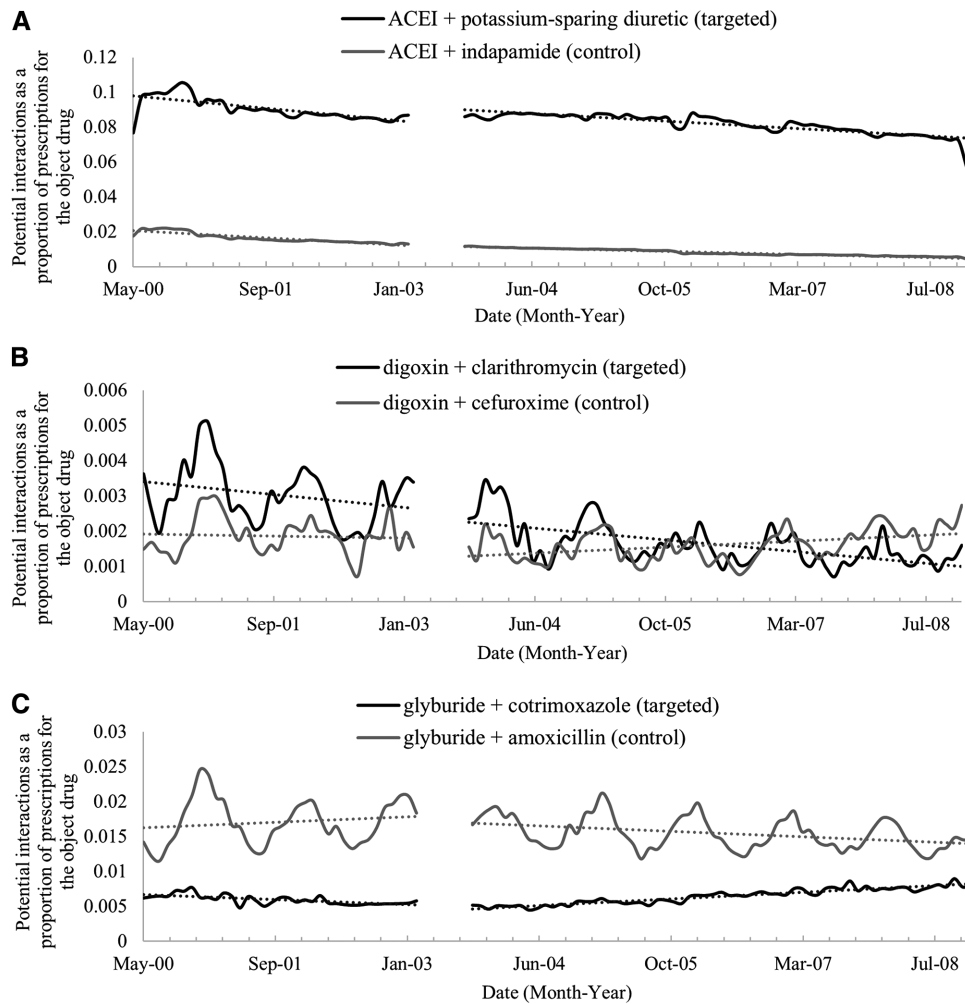 A
ACEI + potassium-sparing diuretic (targeted)
ACEI + indapamide (control)
Potential interactions as a
proportion of prescriptions for
the object drug
0.12
0.1
0.08
0.06
0.04
0.02
0
May-00 Sep-01 Jan-03 Jun-04 Oct-05 Mar-07 Jul-08
Date (Month-Year)
B
digoxin + clarithromycin (targeted)
digoxin + cefuroxime (control)
Potential interactions as a
proportion of prescriptions for
the object drug
0.006
0.005
0.004
0.003
0.002
0.001
0
May-00 Sep-01 Jan-03 Jun-04 Oct-05 Mar-07 Jul-08
Date (Month-Year)
C
glyburide + cotrimoxazole (targeted)
glyburide + amoxicillin (control)
Potential interactions as a
proportion of prescriptions for
the object drug
0.03
0.025
0.02
0.015
0.01
0.005
0
May-00 Sep-01 Jan-03 Jun-04 Oct-05 Mar-07 Jul-08
Date (Month-Year)